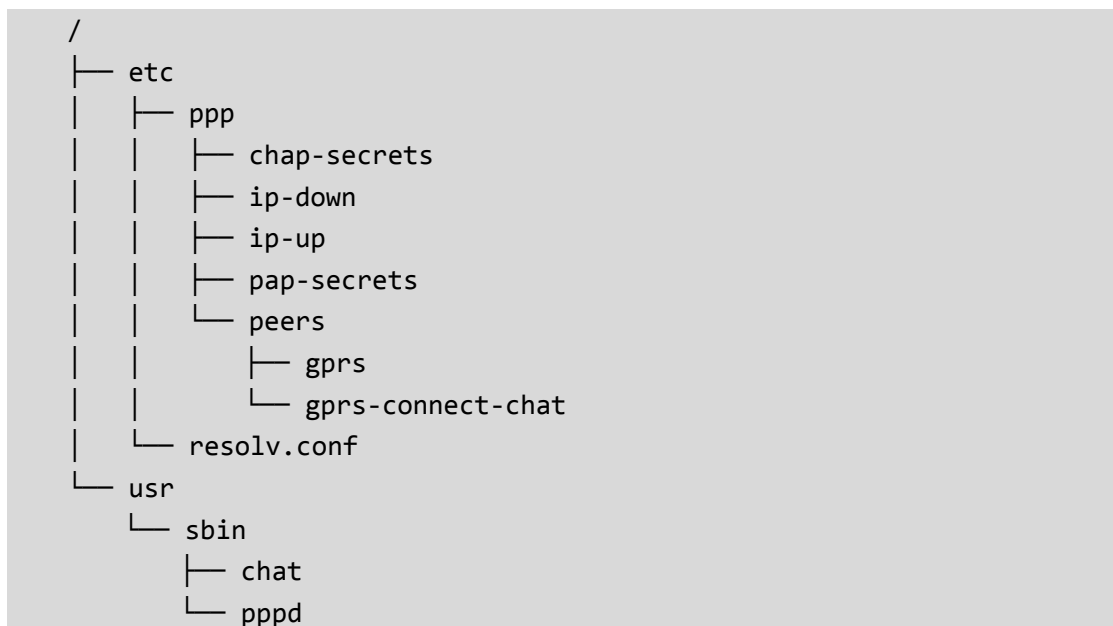 /
├── etc
│   ├── ppp
│   │   ├── chap-secrets
│   │   ├── ip-down
│   │   ├── ip-up
│   │   ├── pap-secrets
│   │   └── peers
│   │       ├── gprs
│   │       └── gprs-connect-chat
│   └── resolv.conf
└── usr
    └── sbin
        ├── chat
        └── pppd